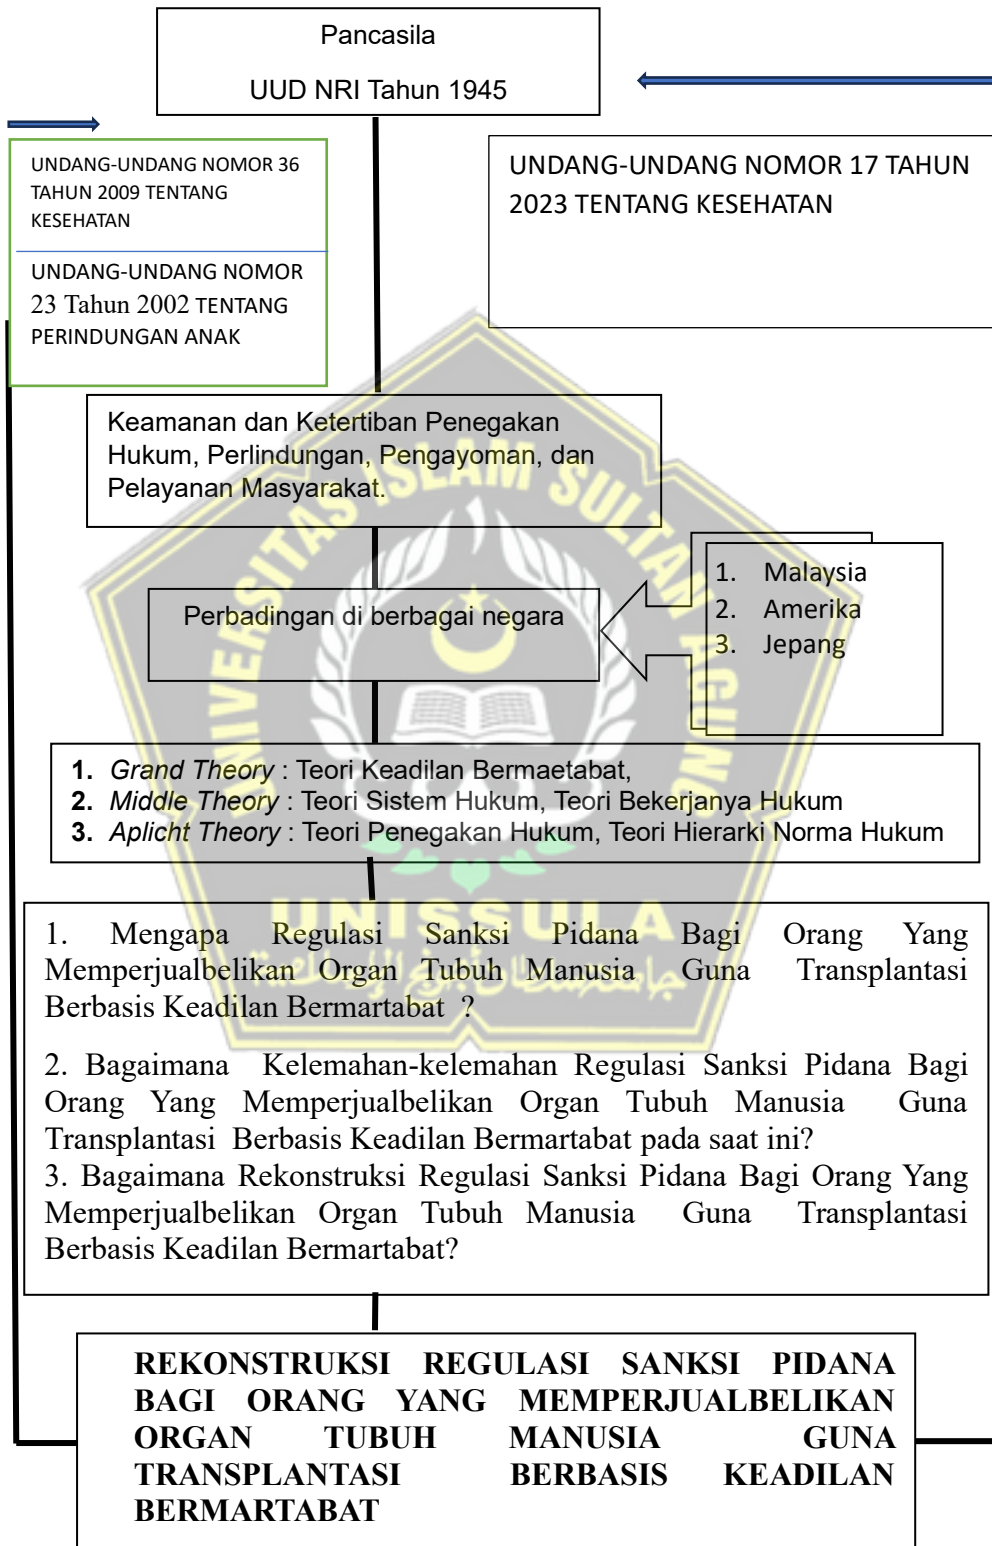 Pancasila
UUD NRI Tahun 1945
UNDANG-UNDANG NOMOR 36
TAHUN 2009 TENTANG
KESEHATAN
UNDANG-UNDANG NOMOR
23 Tahun 2002 TENTANG
PERINDUNGAN ANAK
UNDANG-UNDANG NOMOR 17 TAHUN
2023 TENTANG KESEHATAN
Keamanan dan Ketertiban Penegakan
Hukum, Perlindungan, Pengayoman, dan
Pelayanan Masyarakat.
Perbadingan di berbagai negara
1. Malaysia
2. Amerika
3. Jepang
1. Grand Theory : Teori Keadilan Bermaetabat,
2. Middle Theory : Teori Sistem Hukum, Teori Bekerjanya Hukum
3. Aplicht Theory : Teori Penegakan Hukum, Teori Hierarki Norma Hukum
1. Mengapa Regulasi Sanksi Pidana Bagi Orang Yang
Memperjualbelikan Organ Tubuh Manusia Guna Transplantasi
Berbasis Keadilan Bermartabat ?
2. Bagaimana Kelemahan-kelemahan Regulasi Sanksi Pidana Bagi
Orang Yang Memperjualbelikan Organ Tubuh Manusia Guna
Transplantasi Berbasis Keadilan Bermartabat pada saat ini?
3. Bagaimana Rekonstruksi Regulasi Sanksi Pidana Bagi Orang Yang
Memperjualbelikan Organ Tubuh Manusia Guna Transplantasi
Berbasis Keadilan Bermartabat?
REKONSTRUKSI REGULASI SANKSI PIDANA
BAGI ORANG YANG MEMPERJUALBELIKAN
ORGAN TUBUH MANUSIA GUNA
TRANSPLANTASI BERBASIS KEADILAN
BERMARTABAT
UNIVERSITAS ISLAM SULTAN AGUNG
UNISSULA